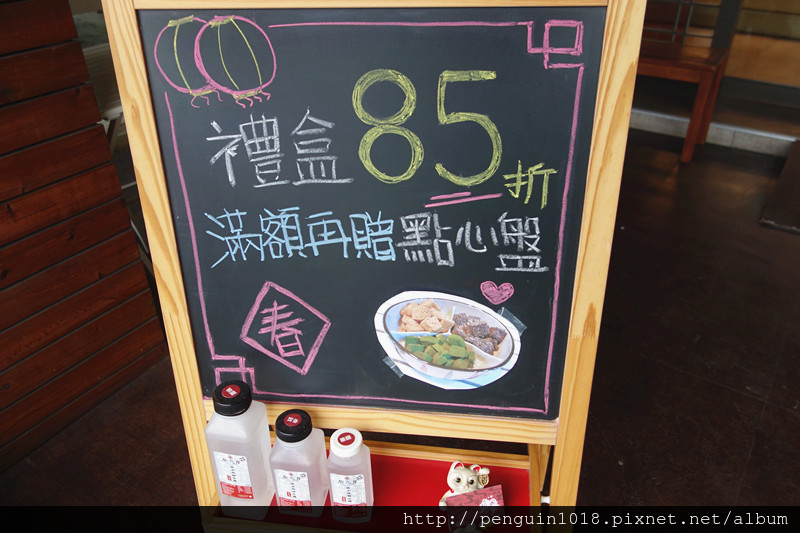 禮盒85折
滿額再贈點心盤
春
http://penguin1018.pixnet.net/album